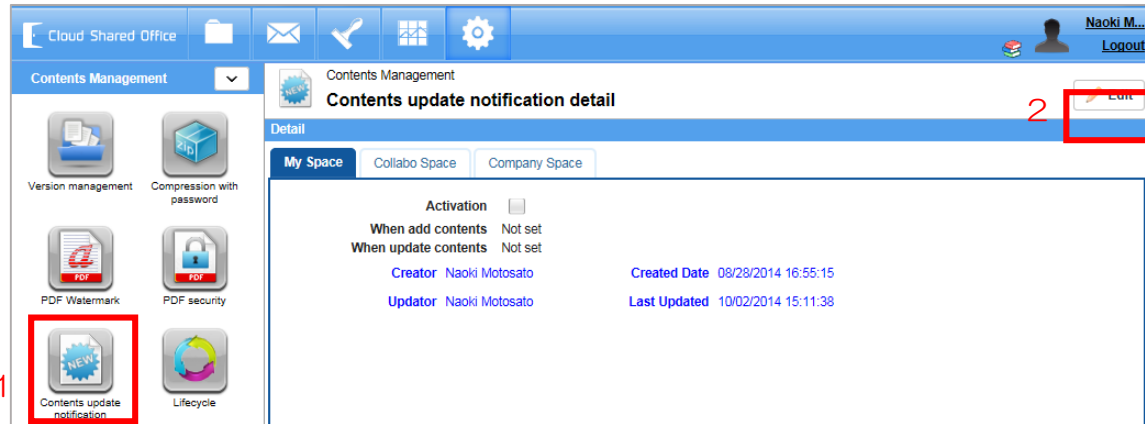 Cloud Shared Office
Naoki M...
Logout
Contents Management
Contents Management
Contents update notification detail
2
Edit
Detail
My Space
Collabo Space
Company Space
Version management
Compression with
password
ZIP
Activation
When add contents Not set
When update contents Not set
Creator Naoki Motosato Created Date 08/28/2014 16:55:15
Updator Naoki Motosato Last Updated 10/02/2014 15:11:38
PDF
PDF
PDF Watermark
PDF security
NEW
NEW
1
Contents update
notification
Lifecycle